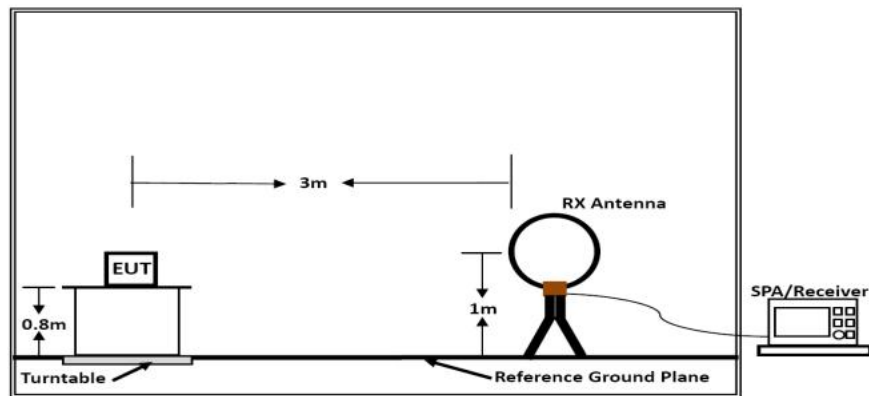 3m
RX Antenna
EUT
SPA/Receiver
0.8m
1m
Turntable
Reference Ground Plane